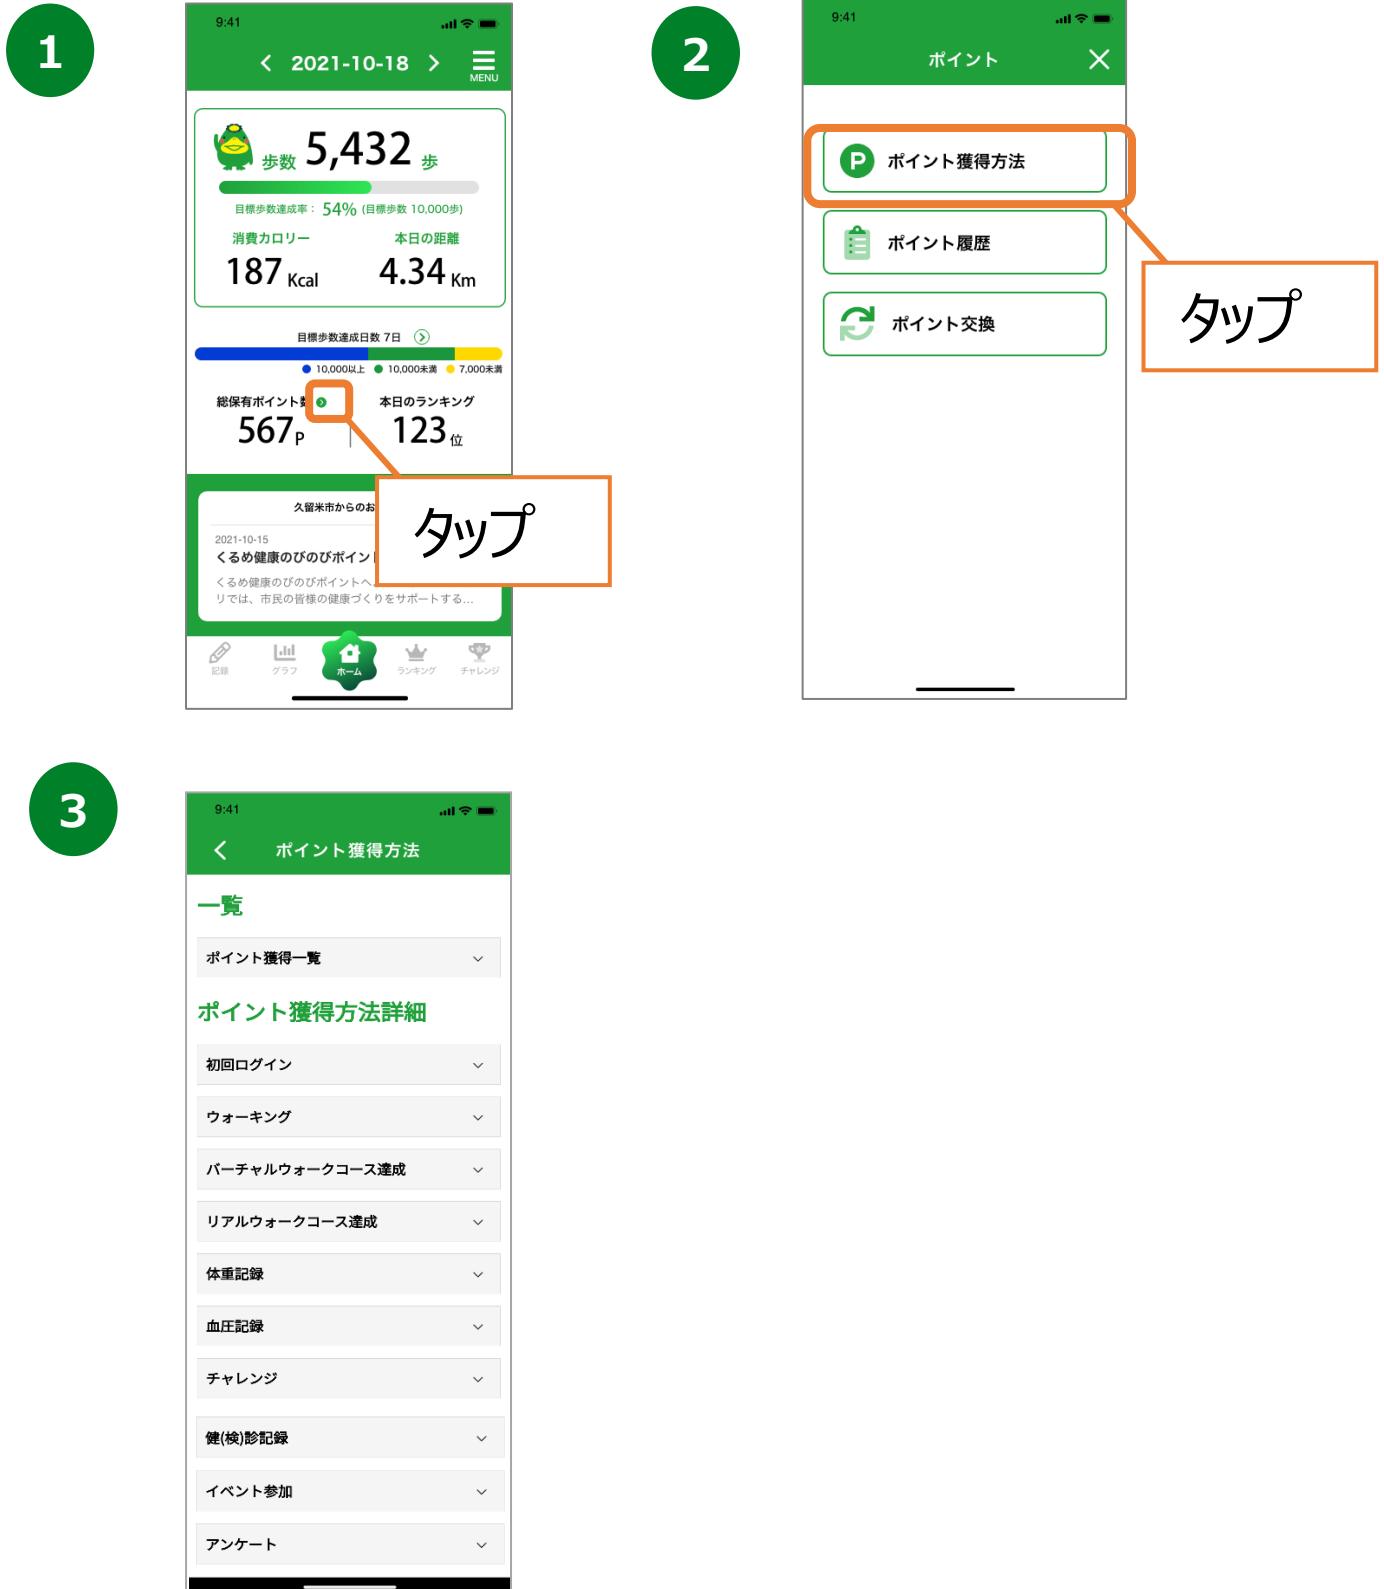 1
9:41
2021-10-18
MENU
歩数 5,432 歩
目標歩数達成率： 54% (目標歩数 10,000歩)
消費カロリー 本日の距離
187 Kcal 4.34 Km
目標歩数達成日数 7日
10,000以上 10,000未満 7,000未満
総保有ポイント数 本日のランキング
567 P 123 位
タップ
久留米市からのお
2021-10-15
くるめ健康のびのびポイント
くるめ健康のびのびポイントへ
リでは、市民の皆様の健康づくりをサポートする...
記録 グラフ ホーム ランキング チャレンジ
2
9:41
ポイント
P ポイント獲得方法
ポイント履歴
ポイント交換
タップ
3
9:41
ポイント獲得方法
一覧
ポイント獲得一覧
ポイント獲得方法詳細
初回ログイン
ウォーキング
バーチャルウォークコース達成
リアルウォークコース達成
体重記録
血圧記録
チャレンジ
健(検)診記録
イベント参加
アンケート